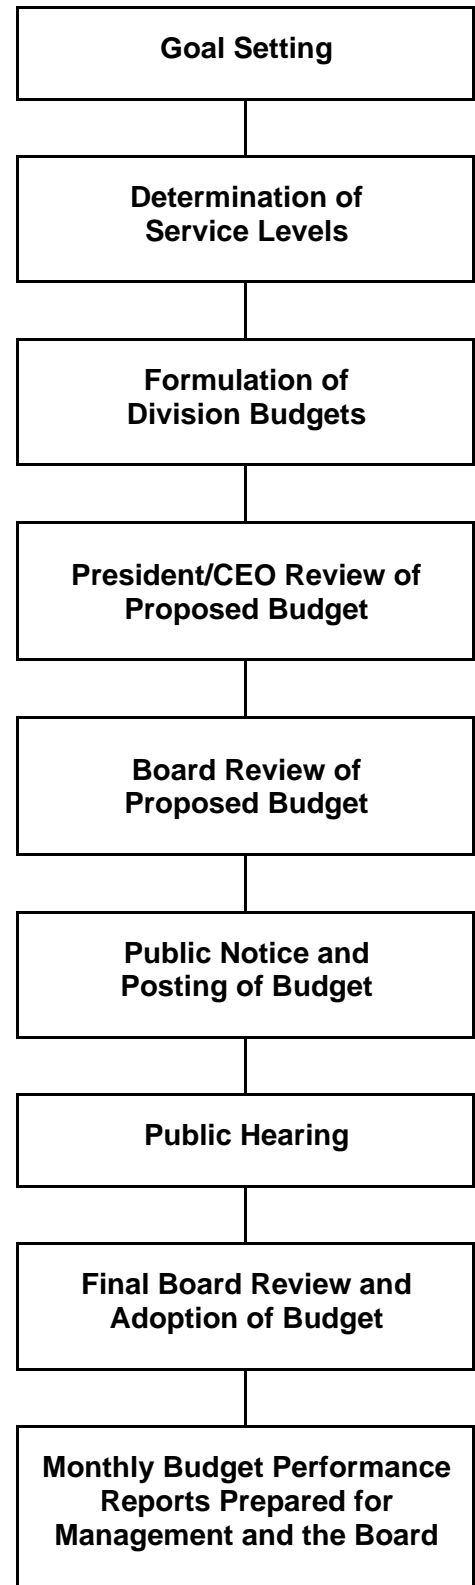 Goal Setting
Determination of
Service Levels
Formulation of
Division Budgets
President/CEO Review of
Proposed Budget
Board Review of
Proposed Budget
Public Notice and
Posting of Budget
Public Hearing
Final Board Review and
Adoption of Budget
Monthly Budget Performance
Reports Prepared for
Management and the Board